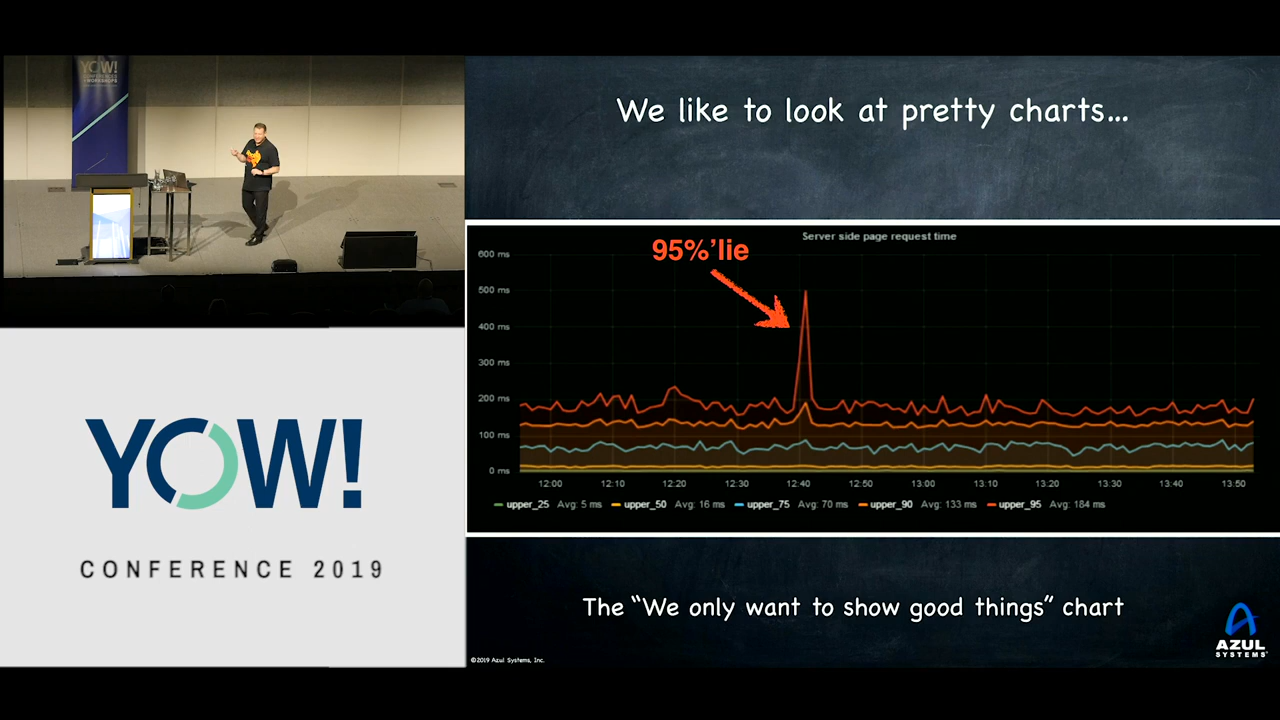 YOW!
CONFERENCES
& WORKSHOPS
YOW!
CONFERENCE 2019
We like to look at pretty charts...
Server side page request time
95%'lie
600 ms
500 ms
400 ms
300 ms
200 ms
100 ms
0 ms
12:00 12:10 12:20 12:30 12:40 12:50 13:00 13:10 13:20 13:30 13:40 13:50
upper_25 Avg: 5 ms upper_50 Avg: 16 ms upper_75 Avg: 70 ms upper_90 Avg: 133 ms upper_95 Avg: 184 ms
The “We only want to show good things” chart
©2019 Azul Systems, Inc.
AZUL
SYSTEMS